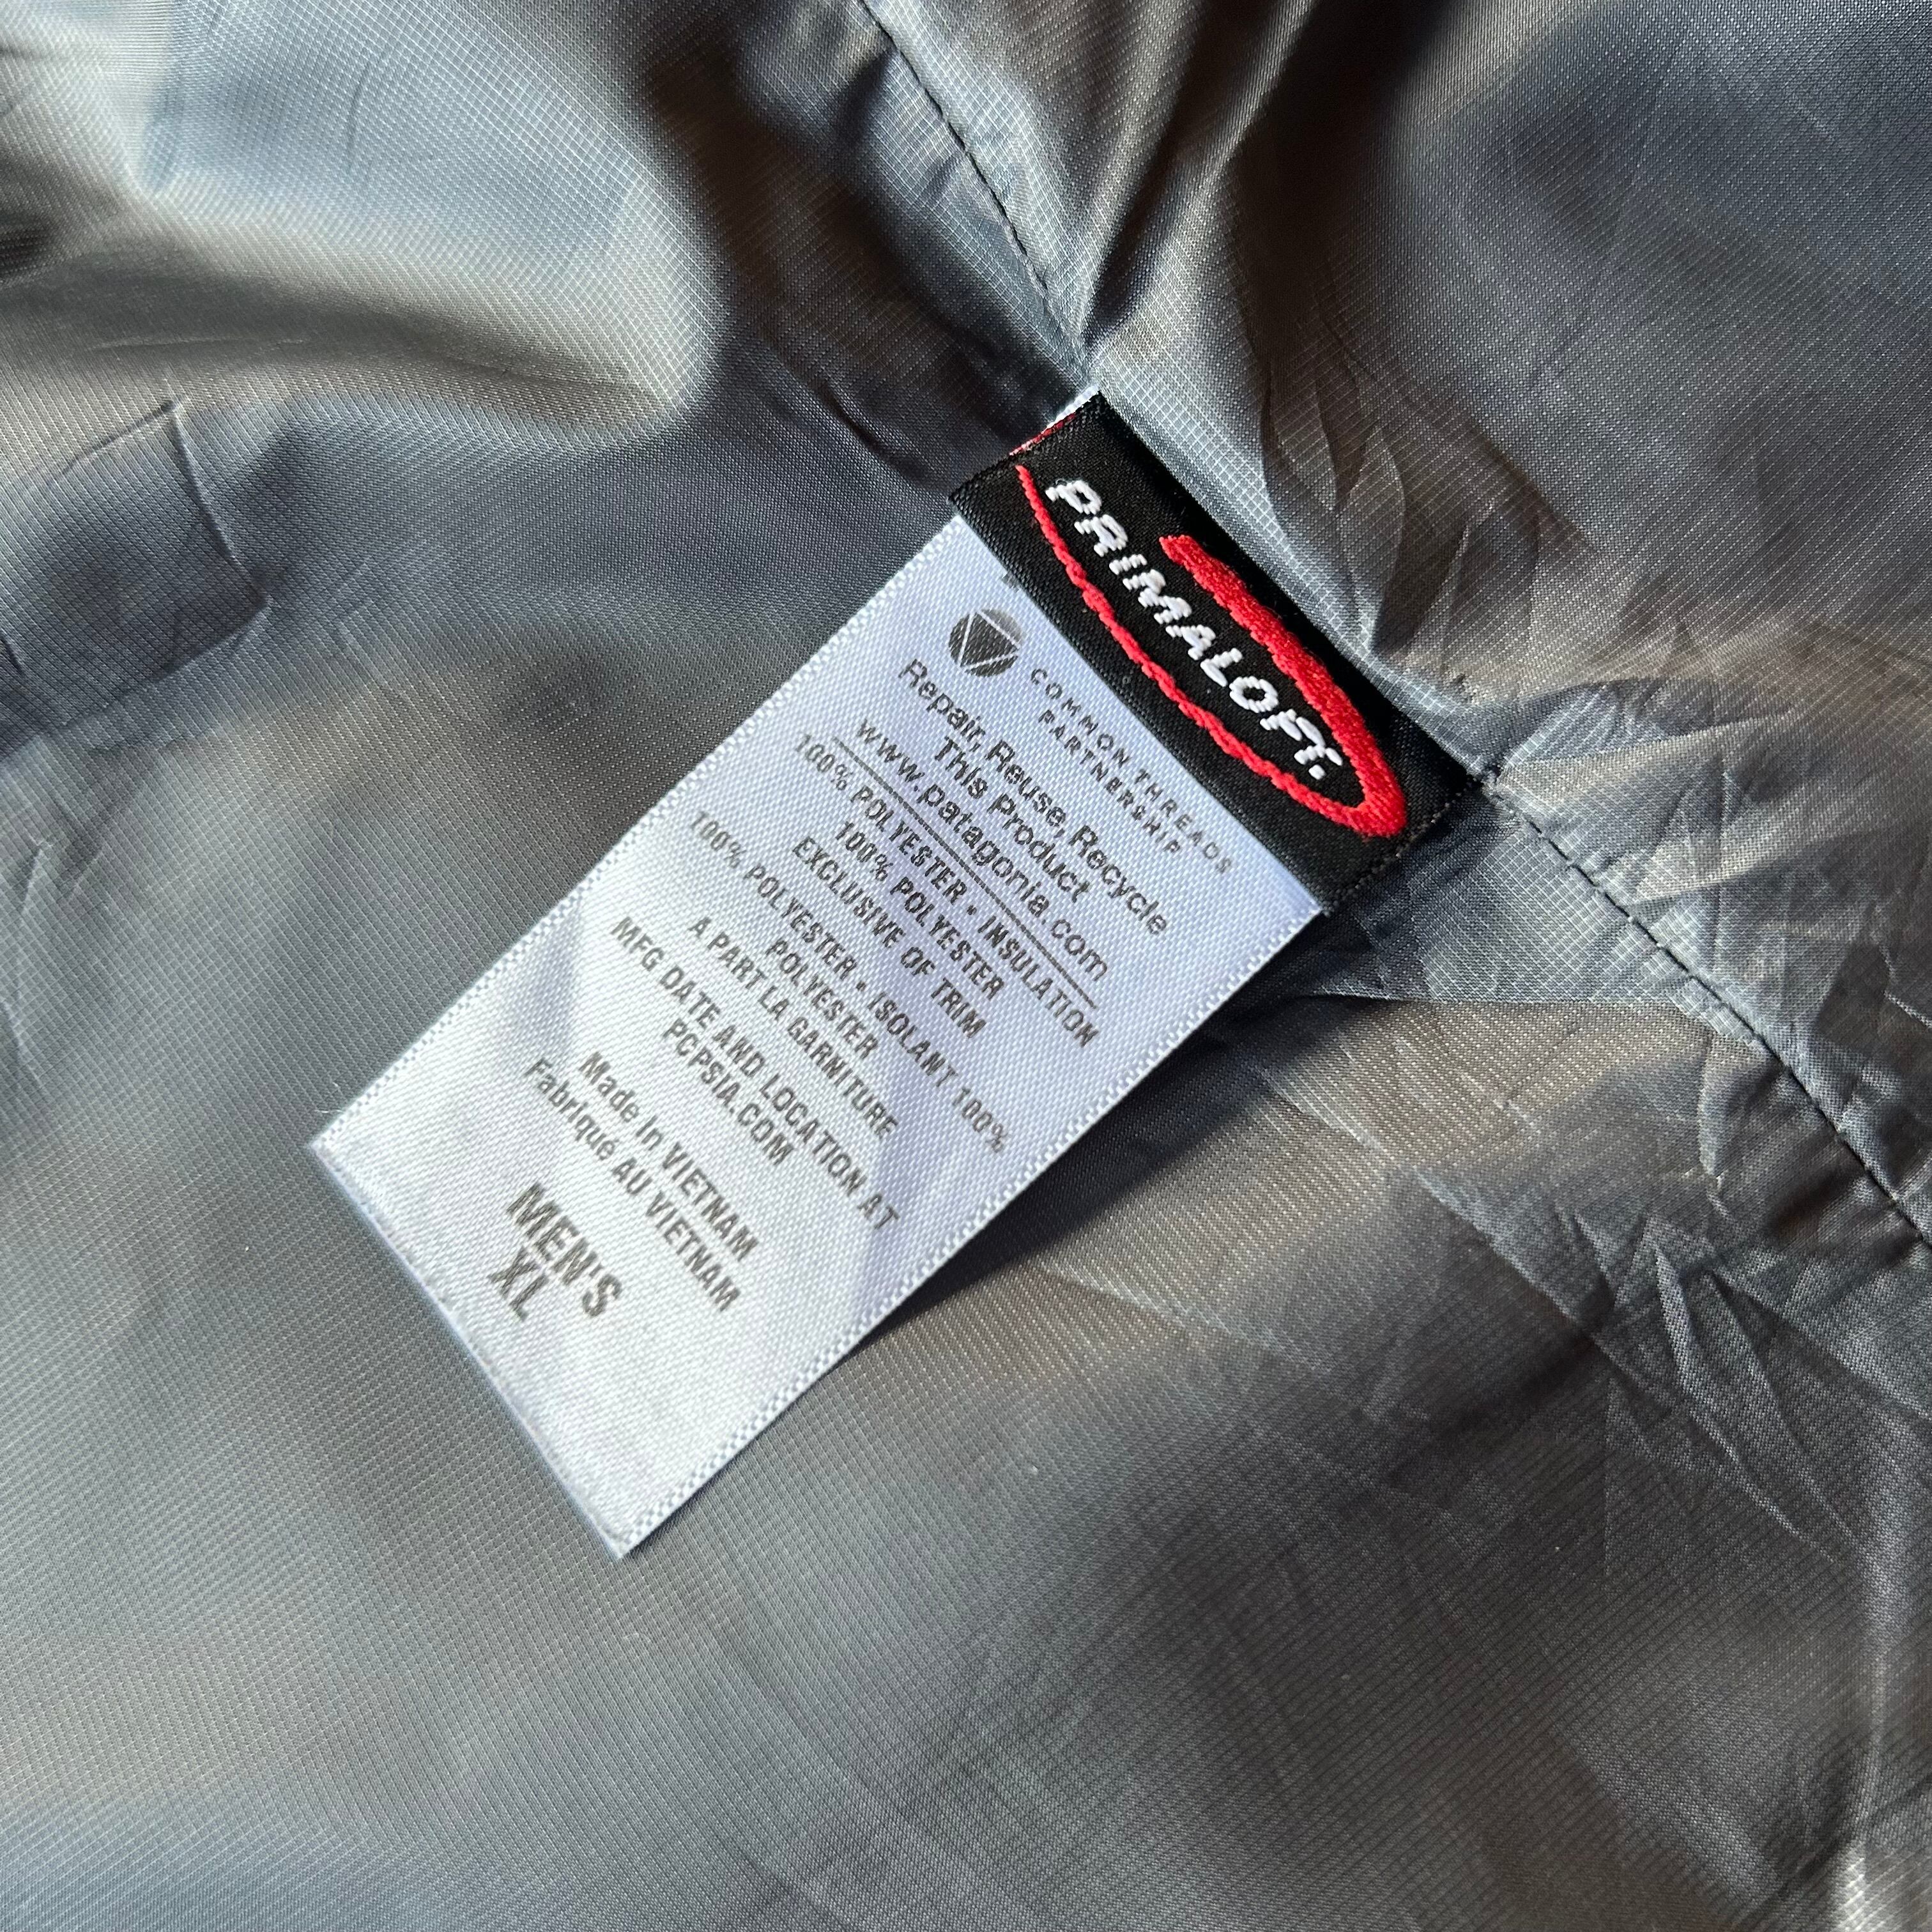 PRIMALOFT.
COMMON THREADS
PARTNERSHIP
Repair, Reuse, Recycle
This Product
www.patagonia.com
100% POLYESTER • INSULATION
100% POLYESTER
EXCLUSIVE OF TRIM
100% POLYESTER • ISOLANT 100%
POLYESTER
A PART LA GARNITURE
MFG DATE AND LOCATION AT
PCPSIA.COM
Made in VIETNAM
Fabriqué AU VIETNAM
MEN'S
XL